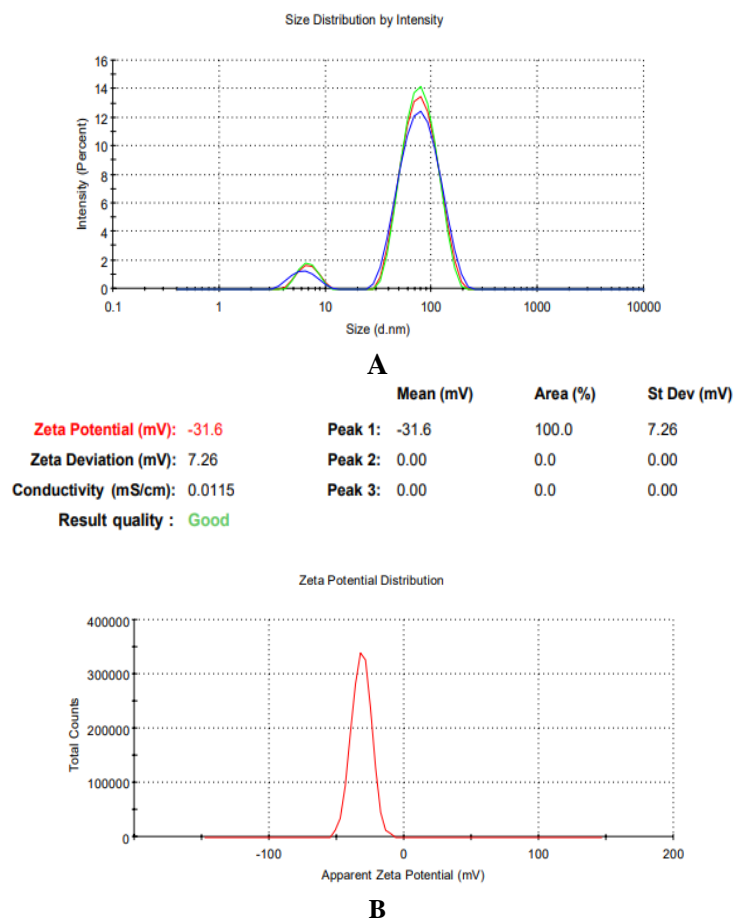 Size Distribution by Intensity
16
14
12
10
8
6
4
2
0
Intensity (Percent)
0.1 1 10 100 1000 10000
Size (d.nm)
A
Mean (mV) Area (%) St Dev (mV)
Zeta Potential (mV): -31.6 Peak 1: -31.6 100.0 7.26
Zeta Deviation (mV): 7.26 Peak 2: 0.00 0.0 0.00
Conductivity (mS/cm): 0.0115 Peak 3: 0.00 0.0 0.00
Result quality : Good
Zeta Potential Distribution
400000
300000
200000
100000
0
Total Counts
-100 0 100 200
Apparent Zeta Potential (mV)
B